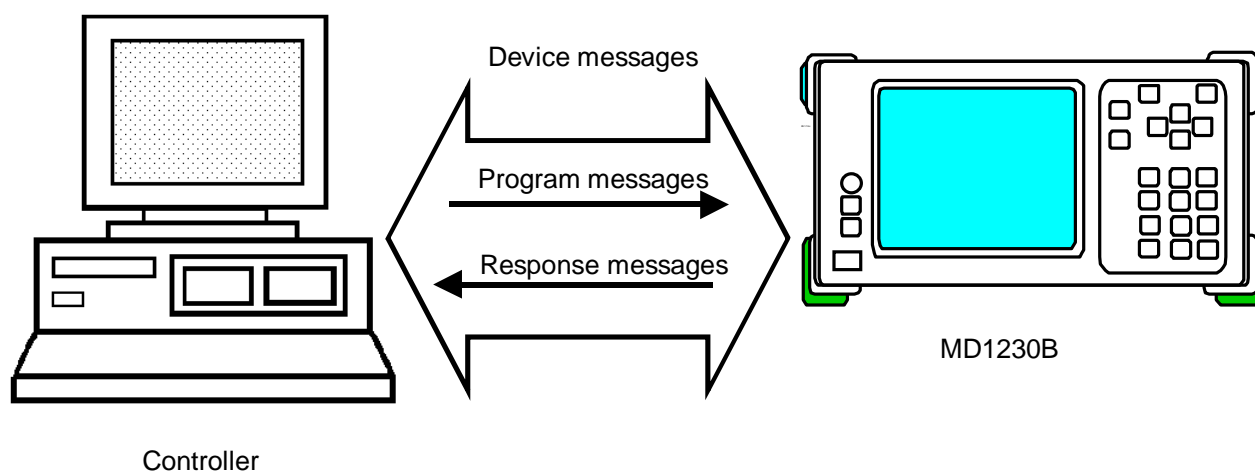 Device messages
Program messages
Response messages
MD1230B
Controller